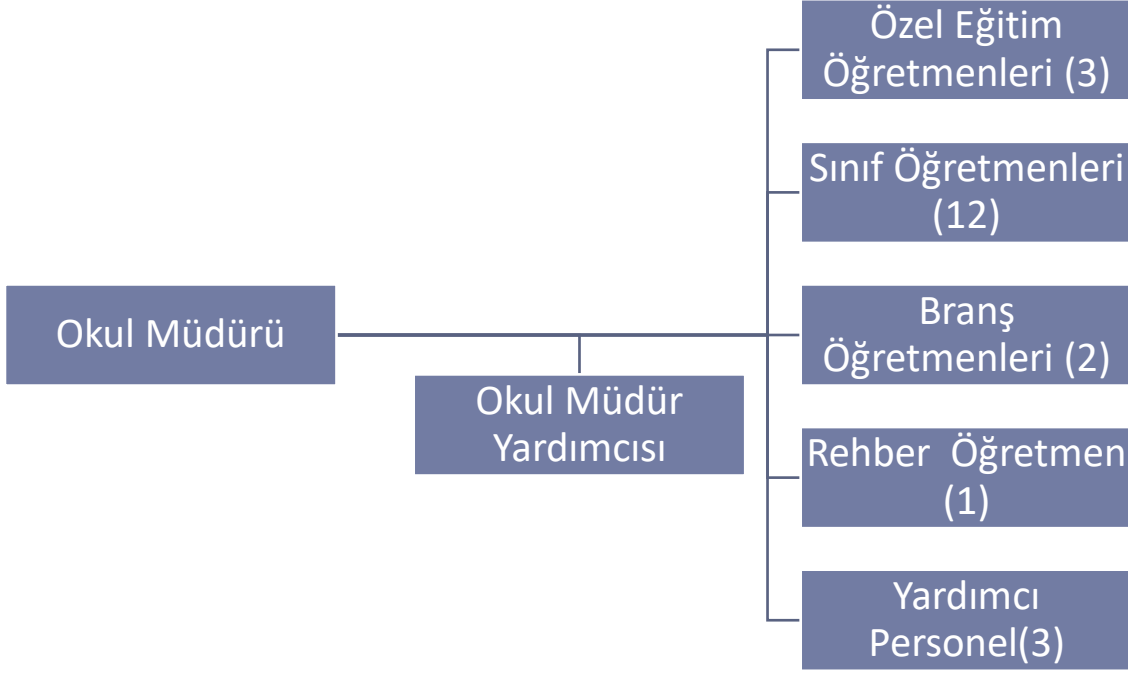 Okul Müdürü
Okul Müdür
Yardımcısı
Özel Eğitim
Öğretmenleri (3)
Sınıf Öğretmenleri
(12)
Branş
Öğretmenleri (2)
Rehber  Öğretmen
(1)
Yardımcı
Personel(3)